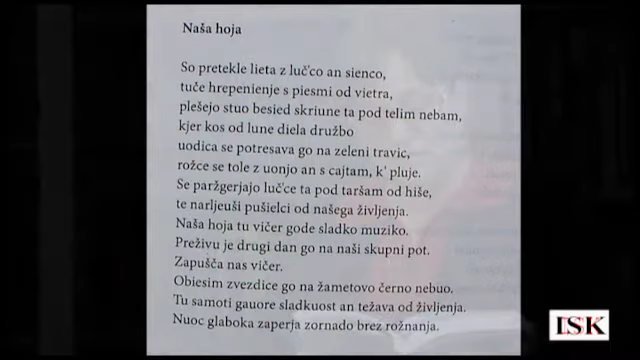 Naša hoja
So pretekle lieta z luč'co an sienco,
tuče hrepenienje s piesmi od vietra,
plešejo stuo besied skriune ta pod telim nebam,
kjer kos od lune diela družbo
uodica se potresava go na zeleni travic,
rožce se tole z uonjo an s cajtam, k' pluje.
Se paržgerjajo luč'ce ta pod taršam od hiše,
te narljeuši pušielci od našega življenja.
Naša hoja tu vičer gode sladko muziko.
Preživu je drugi dan go na naši skupni pot.
Zapušča nas vičer.
Obiesim zvezdice go na žametovo černo nebuo.
Tu samoti gauore sladkuost an težava od življenja.
Nuoc glaboka zaperja zornado brez rožnanja.
ISK